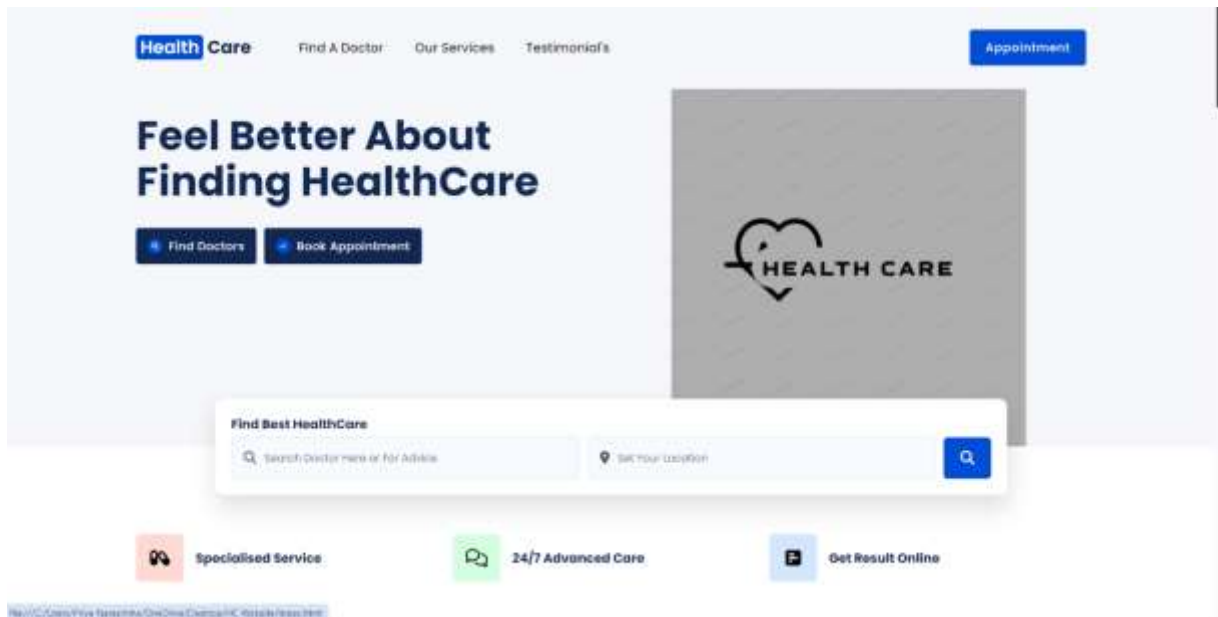 Health Care
Find A Doctor
Our Services
Testimonial's
Appointment
Feel Better About
Finding HealthCare
Find Doctors
Book Appointment
HEALTH CARE
Find Best HealthCare
Search Doctor Here or For Advice
Set Your Location
Specialised Service
24/7 Advanced Care
Get Result Online